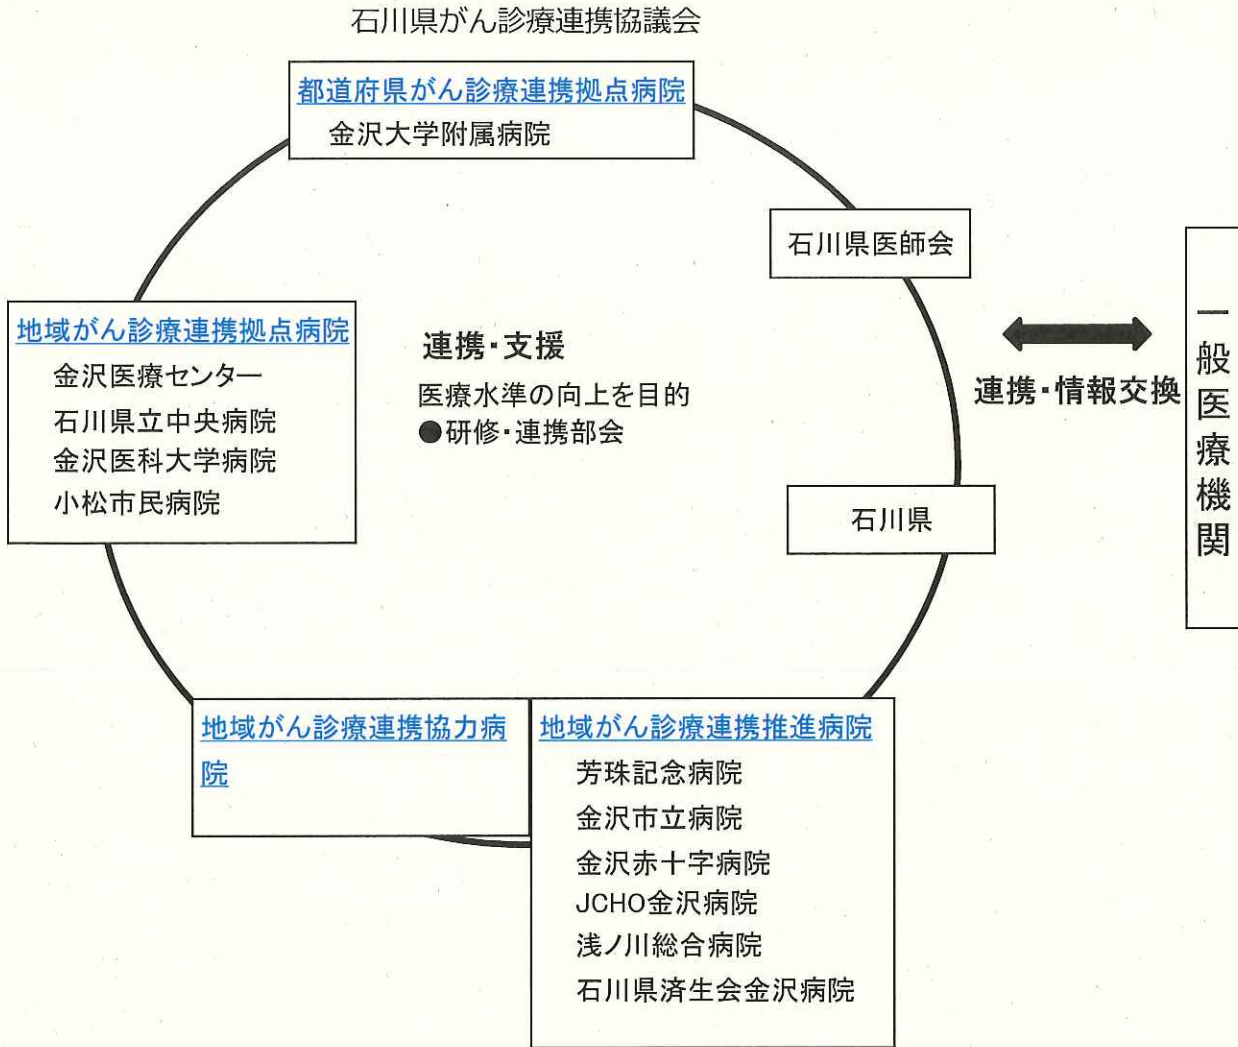 石川県がん診療連携協議会
都道府県がん診療連携拠点病院
金沢大学附属病院
石川県医師会
地域がん診療連携拠点病院
金沢医療センター
石川県立中央病院
金沢医科大学病院
小松市民病院
連携・支援
医療水準の向上を目的
●研修・連携部会
連携・情報交換
一般医療機関
石川県
地域がん診療連携協力病
院
地域がん診療連携推進病院
芳珠記念病院
金沢市立病院
金沢赤十字病院
JCHO金沢病院
浅ノ川総合病院
石川県済生会金沢病院